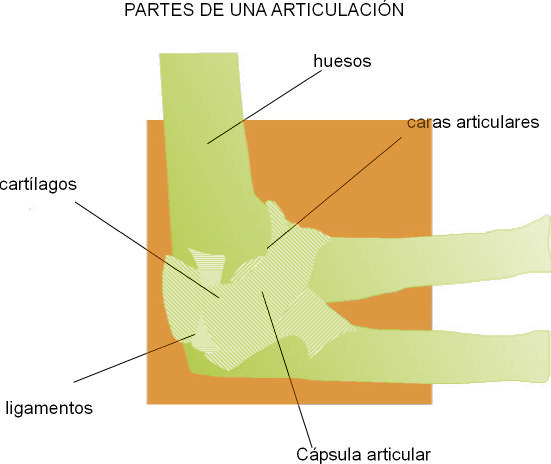 PARTES DE UNA ARTICULACIÓN
huesos
caras articulares
cartílagos
ligamentos
Cápsula articular